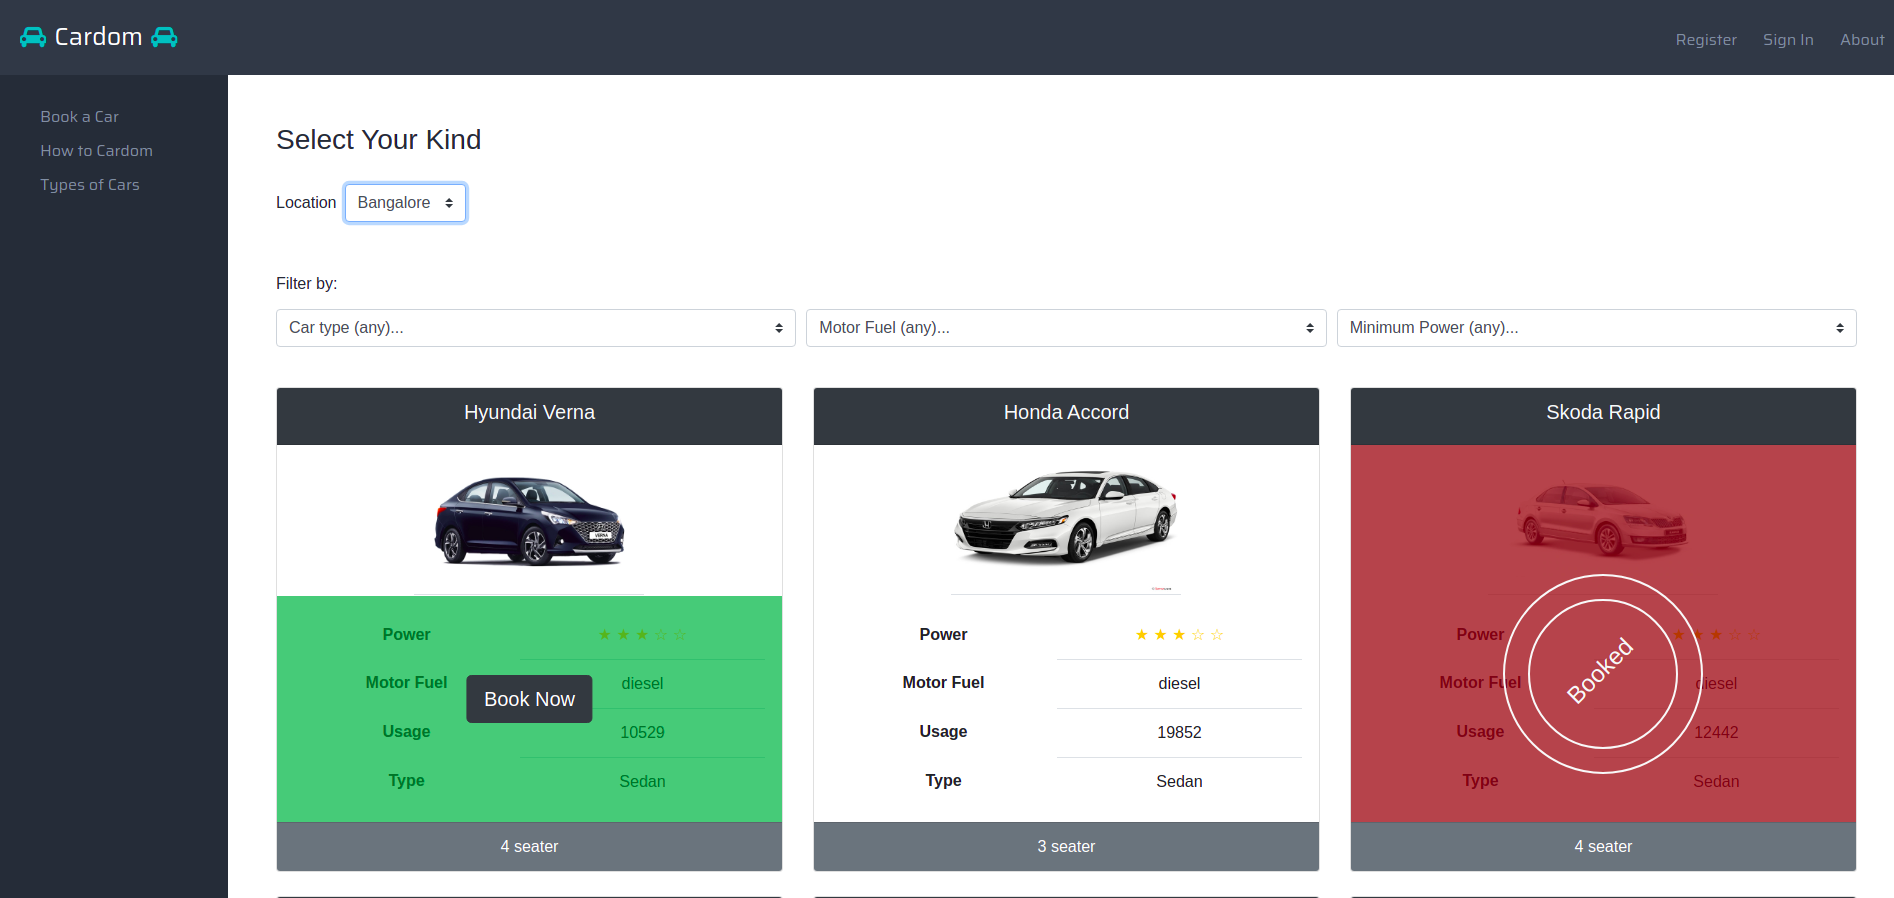 Cardom
Register Sign In About
Book a Car
How to Cardom
Types of Cars
Select Your Kind
Location Bangalore
Filter by:
Car type (any)... Motor Fuel (any)... Minimum Power (any)...
Hyundai Verna
VERNA
Power ★ ★ ★ ☆ ☆
Motor Fuel diesel
Book Now
Usage 10529
Type Sedan
4 seater
Honda Accord
Power ★ ★ ★ ☆ ☆
Motor Fuel diesel
Usage 19852
Type Sedan
3 seater
Skoda Rapid
Power ★ ★ ★ ☆ ☆
Motor Fuel diesel
Booked
Usage 12442
Type Sedan
4 seater